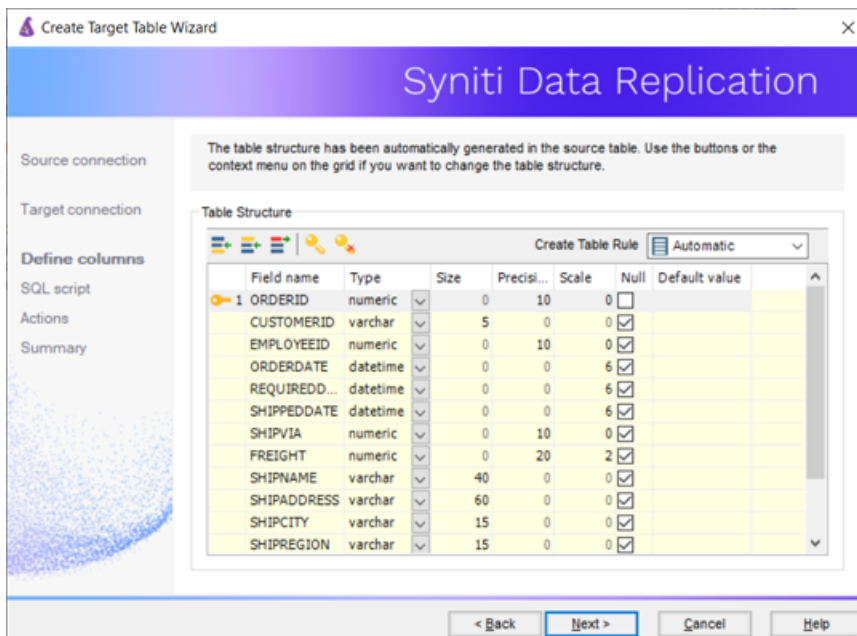 Create Target Table Wizard
Syniti Data Replication
Source connection
Target connection
Define columns
SQL script
Actions
Summary
The table structure has been automatically generated in the source table. Use the buttons or the
context menu on the grid if you want to change the table structure.
Table Structure
Create Table Rule Automatic
Field name Type Size Precisi... Scale Null Default value
1 ORDERID numeric 0 10 0
CUSTOMERID varchar 5 0 0
EMPLOYEEID numeric 0 10 0
ORDERDATE datetime 0 0 6
REQUIREDD... datetime 0 0 6
SHIPPEDDATE datetime 0 0 6
SHIPVIA numeric 0 10 0
FREIGHT numeric 0 20 2
SHIPNAME varchar 40 0 0
SHIPADDRESS varchar 60 0 0
SHIPCITY varchar 15 0 0
SHIPREGION varchar 15 0 0
< Back Next > Cancel Help